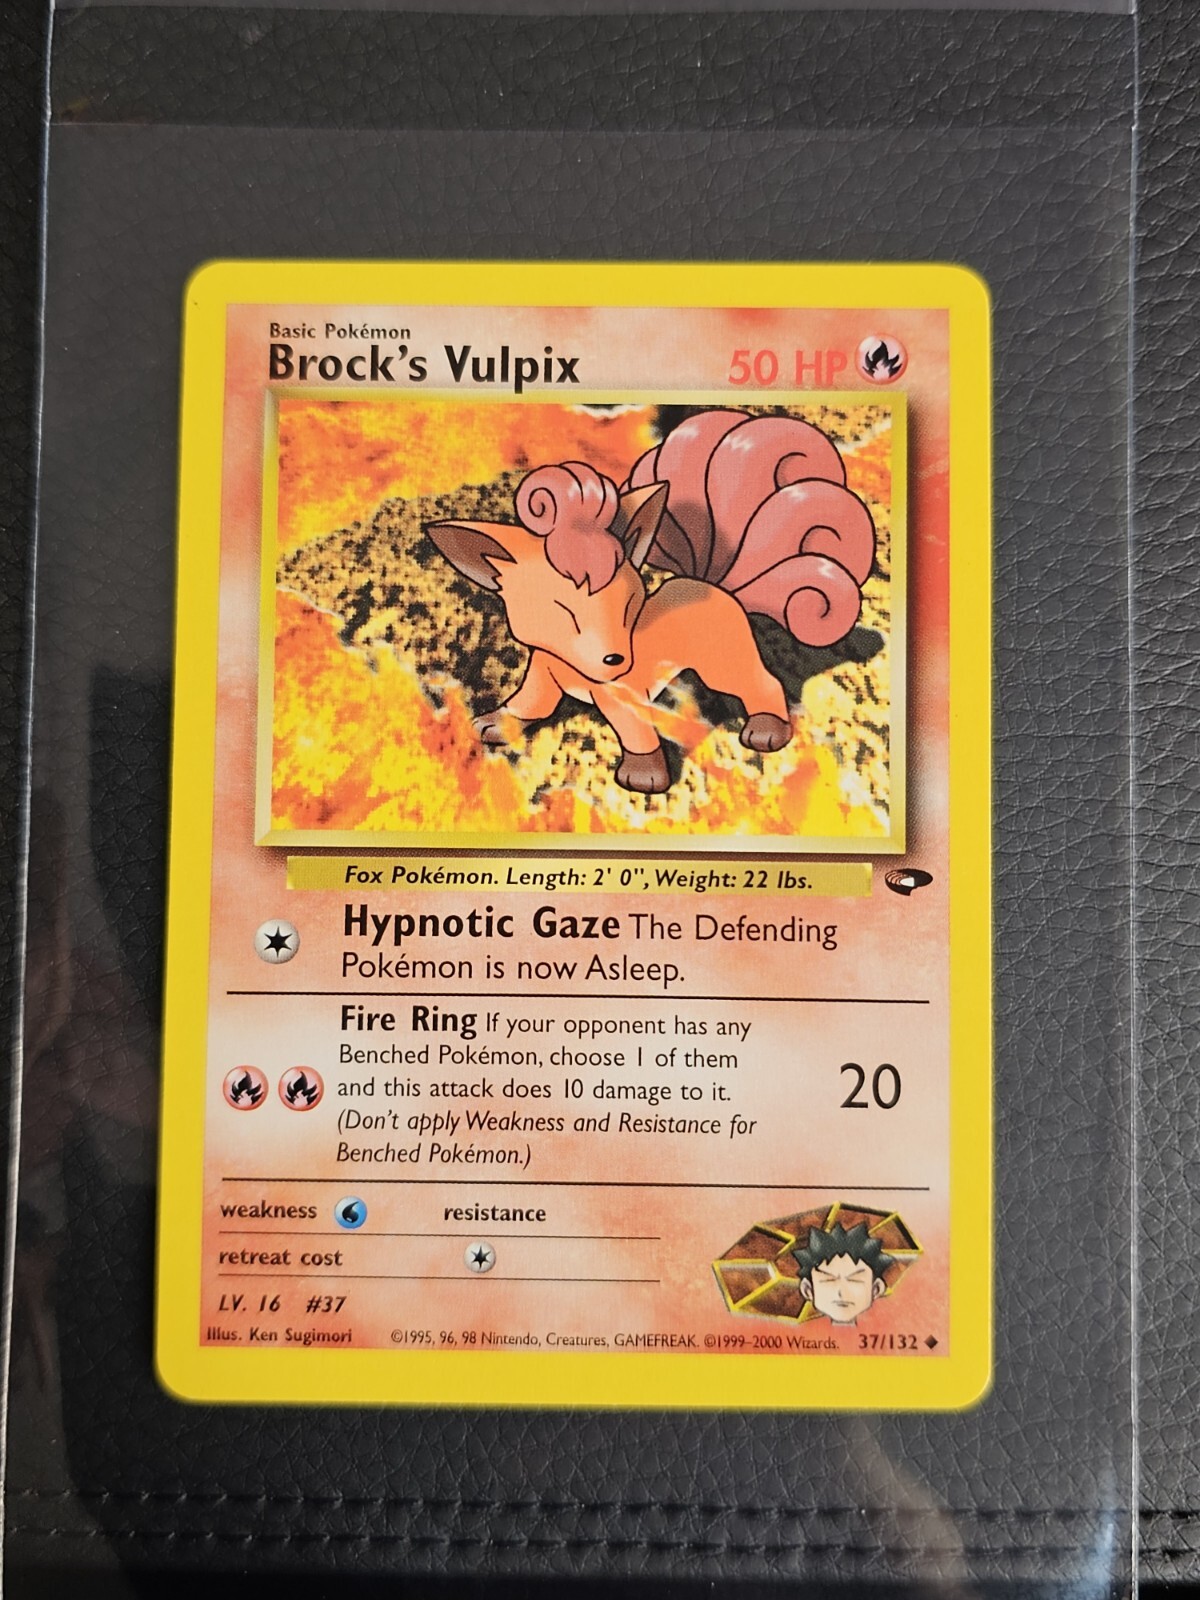 Basic Pokémon
Brock's Vulpix
50 HP
Fox Pokémon. Length: 2' 0", Weight: 22 lbs.
Hypnotic Gaze The Defending
Pokémon is now Asleep.
Fire Ring If your opponent has any
Benched Pokémon, choose 1 of them
and this attack does 10 damage to it.
(Don't apply Weakness and Resistance for
Benched Pokémon.)
20
weakness
resistance
retreat cost
LV. 16 #37
Illus. Ken Sugimori
©1995, 96, 98 Nintendo, Creatures, GAMEFREAK. ©1999–2000 Wizards.
37/132